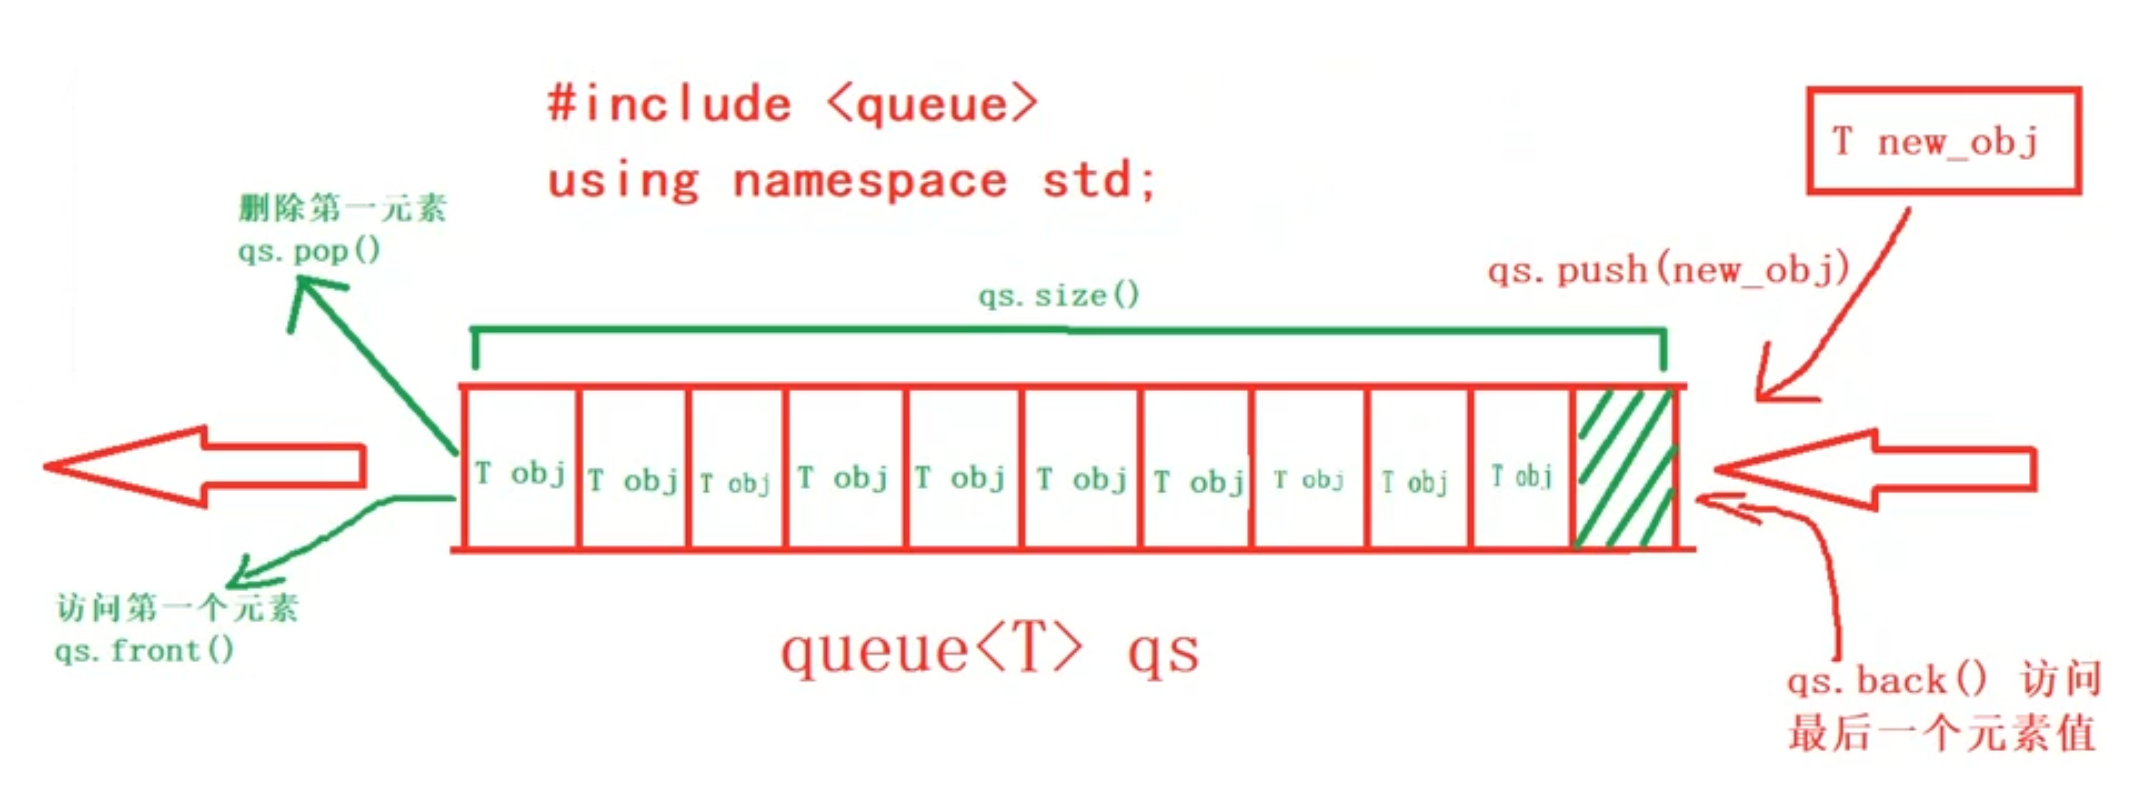 #include <queue>
using namespace std;
T new_obj
删除第一元素
qs.pop()
qs.push(new_obj)
qs.size()
T obj T obj T obj T obj T obj T obj T obj T obj T obj T obj
访问第一个元素
qs.front()
queue<T> qs
qs.back() 访问
最后一个元素值